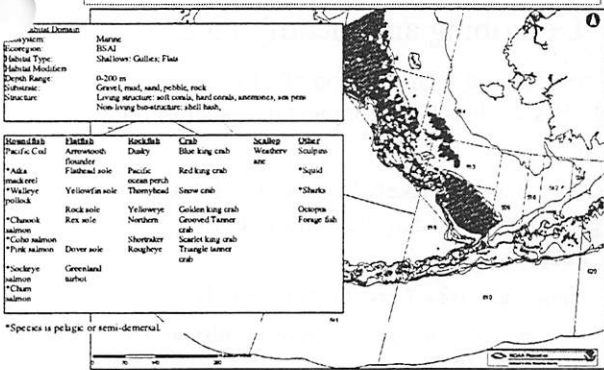 Habitat Domain
Ecosystem: Marine
Ecoregion: BSAI
Habitat Type: Shallows: Gullies; Flats
Habitat Modifiers
Depth Range: 0-200 m
Substrate: Gravel, mud, sand, pebble, rock
Structure Living structure: soft corals, hard corals, anemones, sea pens
Non-living bio-structure: shell hash,
Roundfish Flatfish Rockfish Crab Scallop Other
Pacific Cod Arrowtooth flounder Dusky Blue king crab Weatherv ane Sculpins
*Atka mackerel Flathead sole Pacific ocean perch Red king crab *Squid
*Walleye pollock Yellowfin sole Thornyhead Snow crab *Sharks
Rock sole Yelloweye Golden king crab Octopus
*Chanook salmon Rex sole Northern Grooved Tanner crab Forage fish
*Coho salmon Shortraker Scarlet king crab
*Pink salmon Dover sole Rougheye Triangle tanner crab
*Sockeye salmon Greenland turbot
*Chum salmon
*Species is pelagic or semi-demersal.
610
620